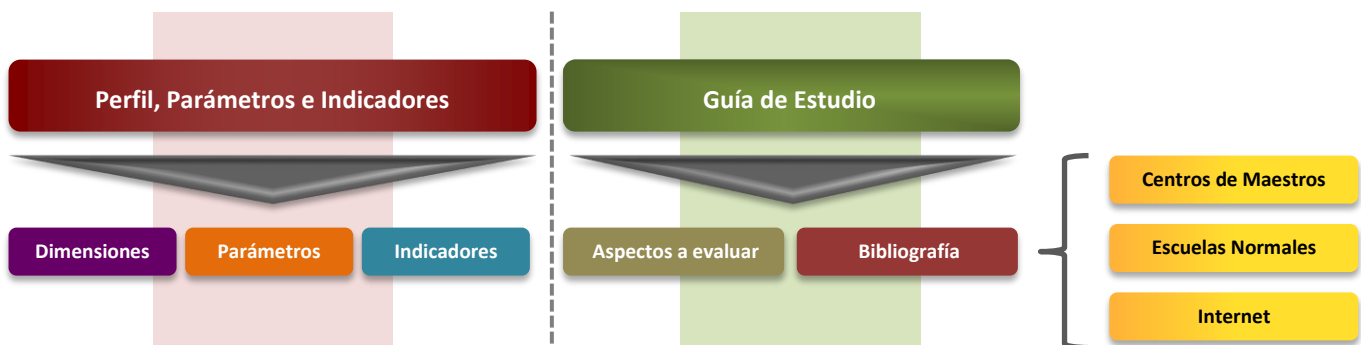 Perfil, Parámetros e Indicadores
Guía de Estudio
Dimensiones
Parámetros
Indicadores
Aspectos a evaluar
Bibliografía
Centros de Maestros
Escuelas Normales
Internet